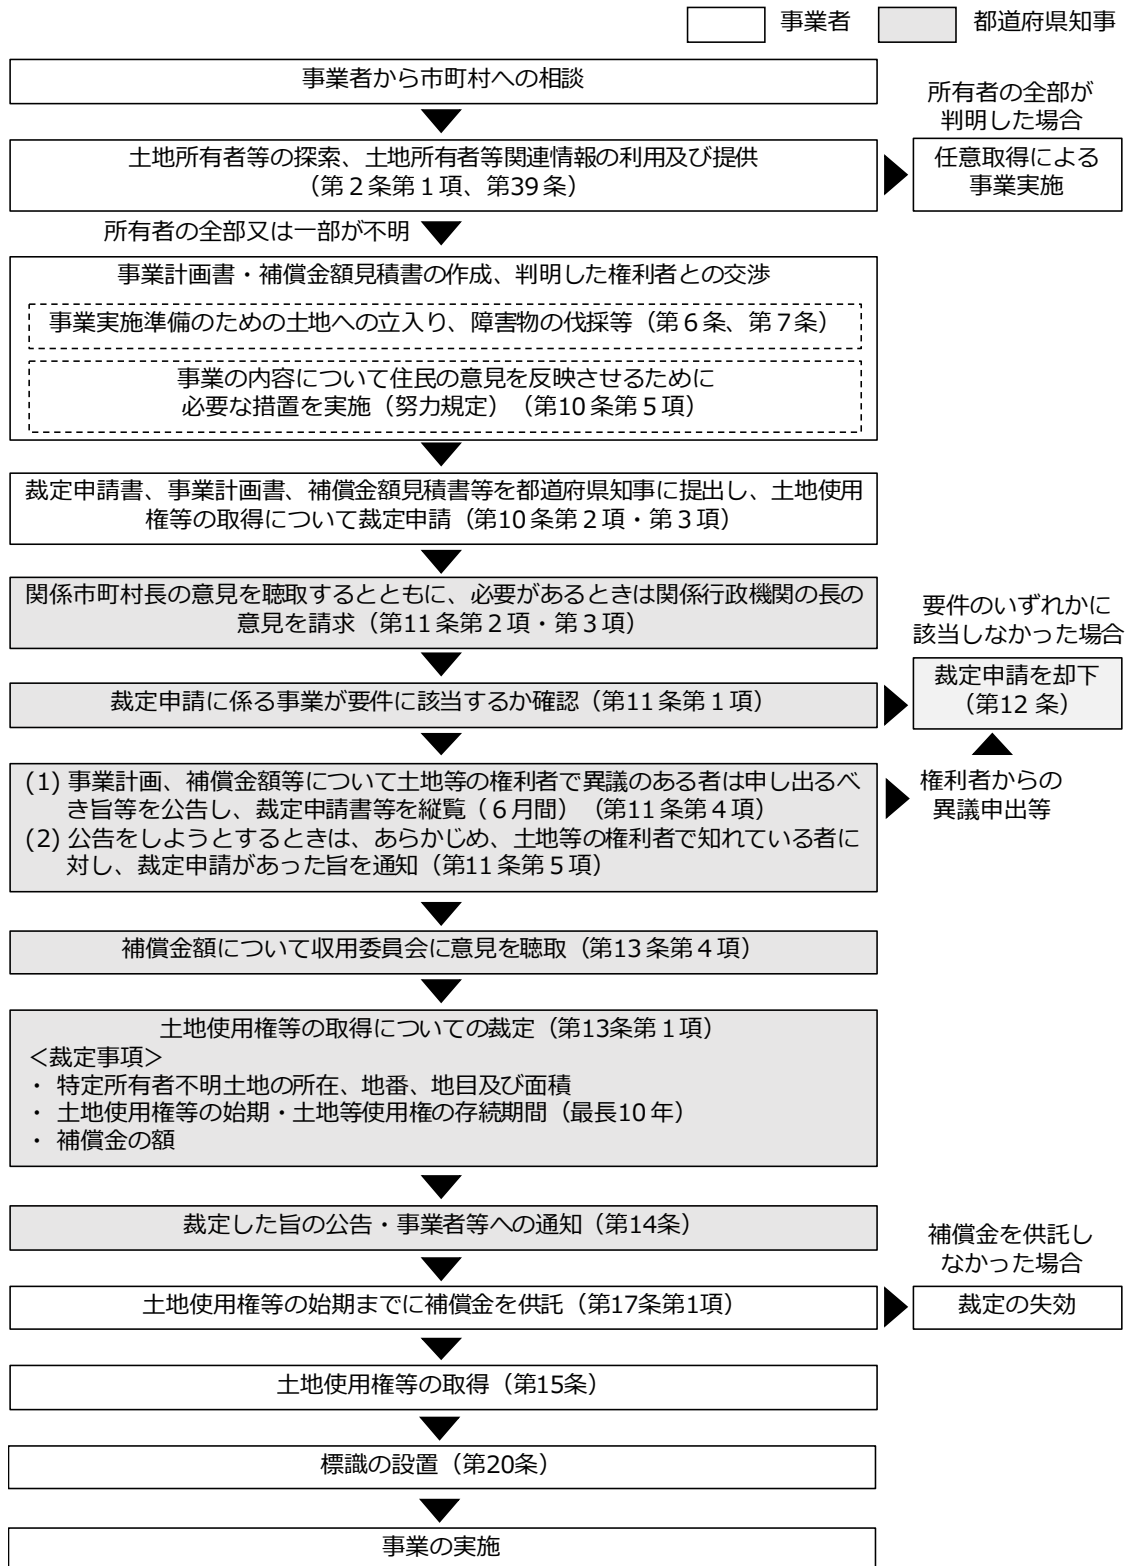 事業者 都道府県知事
事業者から市町村への相談
土地所有者等の探索、土地所有者等関連情報の利用及び提供
（第２条第１項、第39条）
所有者の全部が
判明した場合
任意取得による
事業実施
所有者の全部又は一部が不明
事業計画書・補償金額見積書の作成、判明した権利者との交渉
事業実施準備のための土地への立入り、障害物の伐採等（第６条、第７条）
事業の内容について住民の意見を反映させるために
必要な措置を実施（努力規定）（第10条第５項）
裁定申請書、事業計画書、補償金額見積書等を都道府県知事に提出し、土地使用
権等の取得について裁定申請（第10条第２項・第３項）
関係市町村長の意見を聴取するとともに、必要があるときは関係行政機関の長の
意見を請求（第11条第２項・第３項）
裁定申請に係る事業が要件に該当するか確認（第11条第１項）
要件のいずれかに
該当しなかった場合
裁定申請を却下
（第12 条）
(1) 事業計画、補償金額等について土地等の権利者で異議のある者は申し出るべ
き旨等を公告し、裁定申請書等を縦覧（６月間）（第11条第４項）
(2) 公告をしようとするときは、あらかじめ、土地等の権利者で知れている者に
対し、裁定申請があった旨を通知（第11条第５項）
権利者からの
異議申出等
補償金額について収用委員会に意見を聴取（第13条第４項）
土地使用権等の取得についての裁定（第13条第１項）
＜裁定事項＞
・ 特定所有者不明土地の所在、地番、地目及び面積
・ 土地使用権等の始期・土地等使用権の存続期間（最長10年）
・ 補償金の額
裁定した旨の公告・事業者等への通知（第14条）
土地使用権等の始期までに補償金を供託（第17条第1項）
補償金を供託し
なかった場合
裁定の失効
土地使用権等の取得（第15条）
標識の設置（第20条）
事業の実施